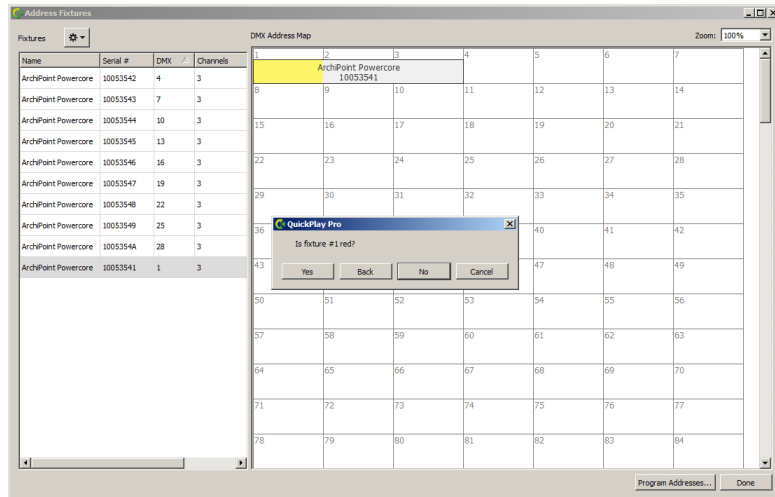 Address Fixtures
Fixtures
DMX Address Map
Zoom: 100%
Name Serial # DMX Channels
ArchiPoint Powercore 10053542 4 3
ArchiPoint Powercore 10053543 7 3
ArchiPoint Powercore 10053544 10 3
ArchiPoint Powercore 10053545 13 3
ArchiPoint Powercore 10053546 16 3
ArchiPoint Powercore 10053547 19 3
ArchiPoint Powercore 10053548 22 3
ArchiPoint Powercore 10053549 25 3
ArchiPoint Powercore 1005354A 28 3
ArchiPoint Powercore 10053541 1 3
1 2 3 4 5 6 7
ArchiPoint Powercore
10053541
8 9 10 11 12 13 14
15 16 17 18 19 20 21
22 23 24 25 26 27 28
29 30 31 32 33 34 35
36 40 41 42
QuickPlay Pro
Is fixture #1 red?
Yes Back No Cancel
43 47 48 49
50 51 52 53 54 55 56
57 58 59 60 61 62 63
64 65 66 67 68 69 70
71 72 73 74 75 76 77
78 79 80 81 82 83 84
Program Addresses... Done